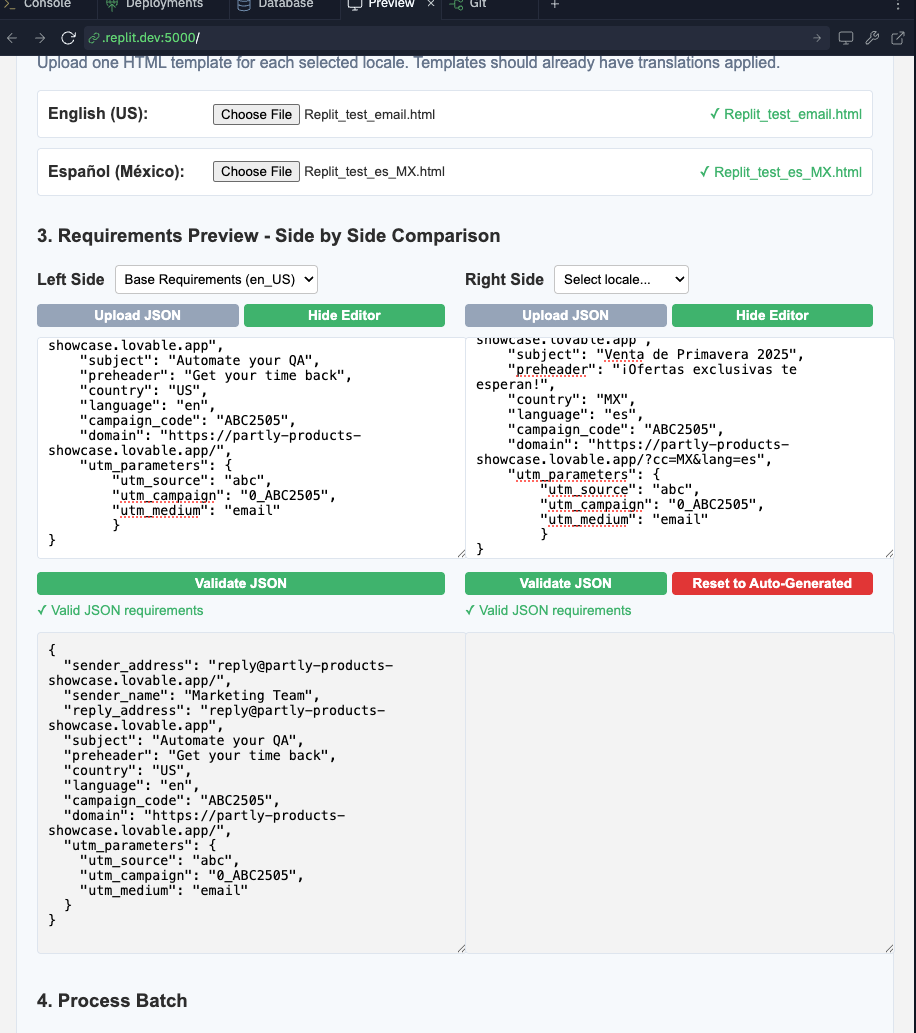 Console
Deployments
Database
Preview
Git
.replit.dev:5000/
Upload one HTML template for each selected locale. Templates should already have translations applied.
English (US):
Choose File Replit_test_email.html
✓ Replit_test_email.html
Español (México):
Choose File Replit_test_es_MX.html
✓ Replit_test_es_MX.html
3. Requirements Preview - Side by Side Comparison
Left Side
Base Requirements (en_US)
Right Side
Select locale...
Upload JSON
Hide Editor
Upload JSON
Hide Editor
showcase.lovable.app",
"subject": "Automate your QA",
"preheader": "Get your time back",
"country": "US",
"language": "en",
"campaign_code": "ABC2505",
"domain": "https://partly-products-
showcase.lovable.app/",
"utm_parameters": {
"utm_source": "abc",
"utm_campaign": "0_ABC2505",
"utm_medium": "email"
}
}
showcase.lovable.app",
"subject": "Venta de Primavera 2025",
"preheader": "¡Ofertas exclusivas te
esperan!",
"country": "MX",
"language": "es",
"campaign_code": "ABC2505",
"domain": "https://partly-products-
showcase.lovable.app/?cc=MX&lang=es",
"utm_parameters": {
"utm_source": "abc",
"utm_campaign": "0_ABC2505",
"utm_medium": "email"
}
}
Validate JSON
✓ Valid JSON requirements
Validate JSON
Reset to Auto-Generated
✓ Valid JSON requirements
{
"sender_address": "reply@partly-products-
showcase.lovable.app/",
"sender_name": "Marketing Team",
"reply_address": "reply@partly-products-
showcase.lovable.app",
"subject": "Automate your QA",
"preheader": "Get your time back",
"country": "US",
"language": "en",
"campaign_code": "ABC2505",
"domain": "https://partly-products-
showcase.lovable.app/",
"utm_parameters": {
"utm_source": "abc",
"utm_campaign": "0_ABC2505",
"utm_medium": "email"
}
}
4. Process Batch